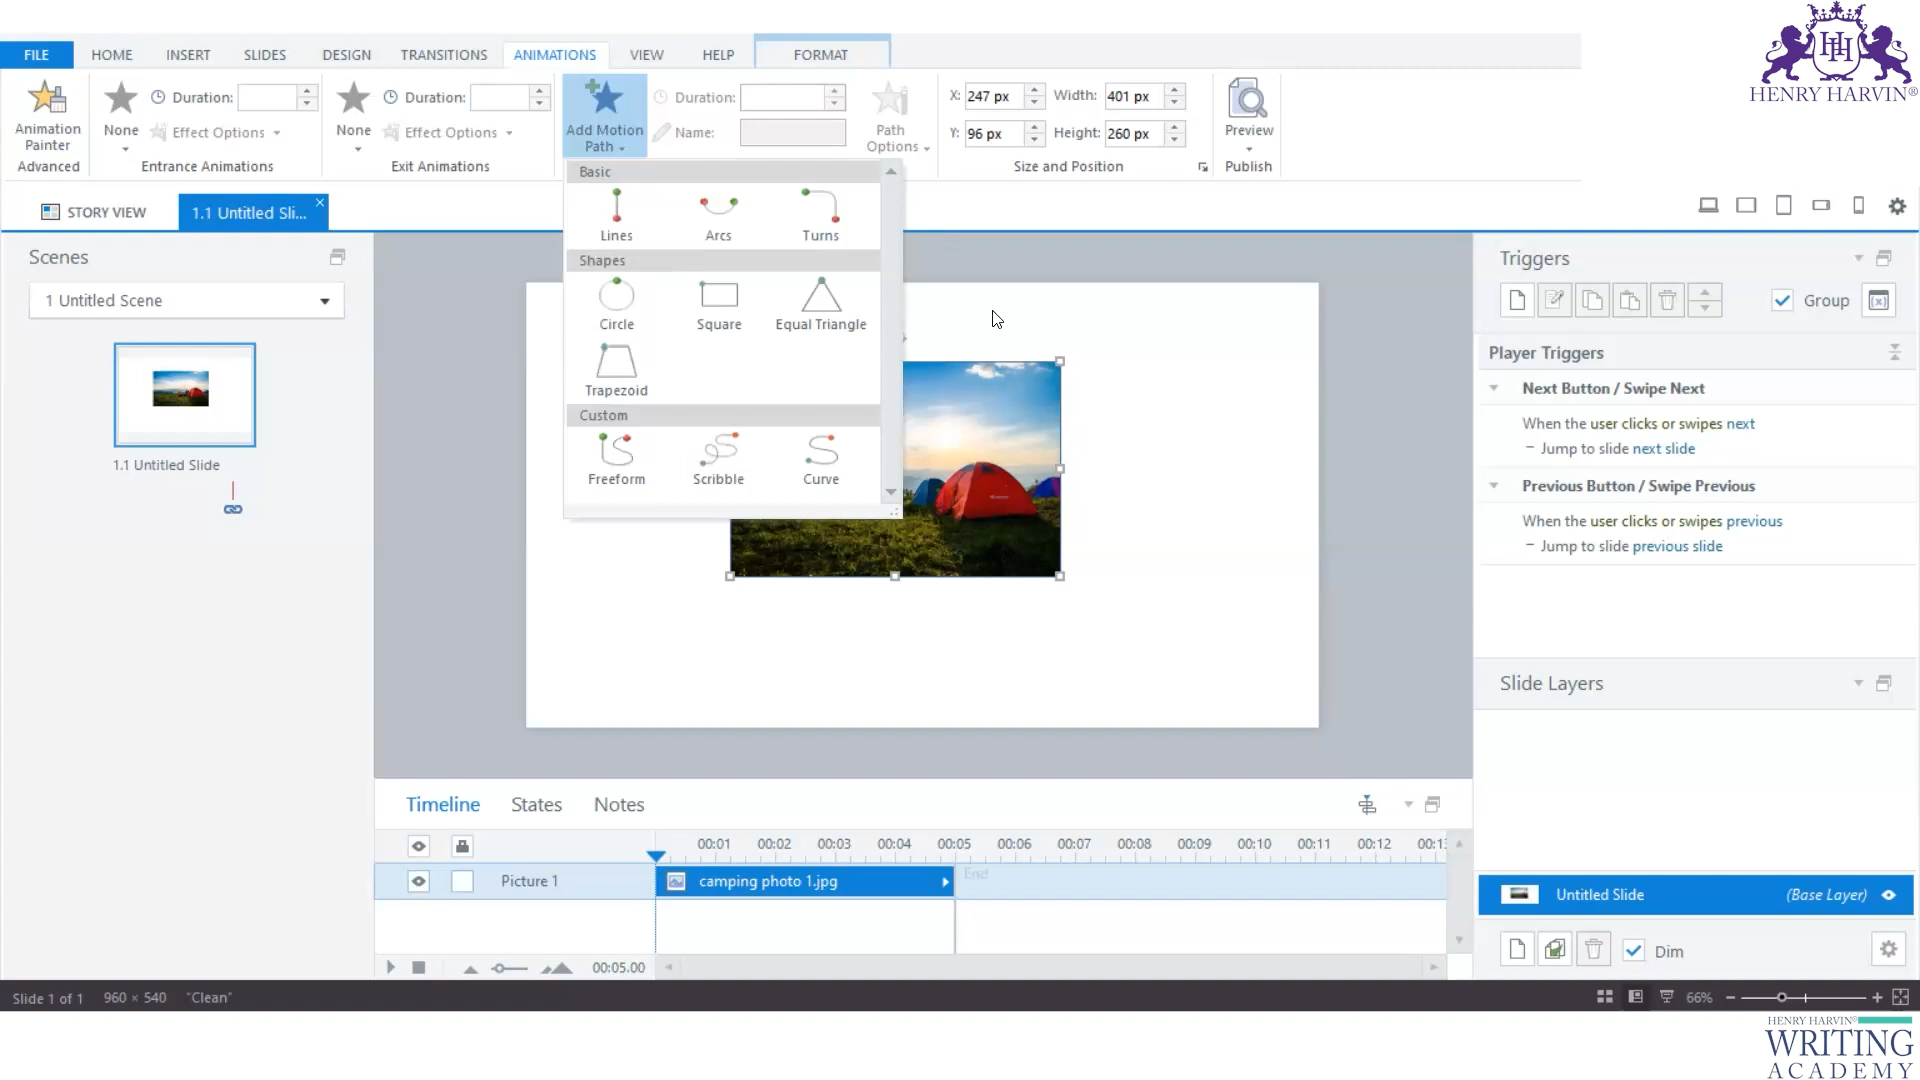 HENRY HARVIN®
FILE HOME INSERT SLIDES DESIGN TRANSITIONS ANIMATIONS VIEW HELP FORMAT
Animation Painter
Advanced
None
Duration:
Effect Options
Entrance Animations
None
Duration:
Effect Options
Exit Animations
Add Motion Path
Duration:
Name:
Path Options
X: 247 px Width: 401 px
Y: 96 px Height: 260 px
Size and Position
Preview
Publish
Basic
Lines Arcs Turns
Shapes
Circle Square Equal Triangle
Trapezoid
Custom
Freeform Scribble Curve
STORY VIEW 1.1 Untitled Sli...
Scenes
1 Untitled Scene
1.1 Untitled Slide
Triggers
Group
Player Triggers
Next Button / Swipe Next
When the user clicks or swipes next
− Jump to slide next slide
Previous Button / Swipe Previous
When the user clicks or swipes previous
− Jump to slide previous slide
Slide Layers
Untitled Slide (Base Layer)
Dim
Timeline States Notes
00:01 00:02 00:03 00:04 00:05 00:06 00:07 00:08 00:09 00:10 00:11 00:12
Picture 1 camping photo 1.jpg End
00:05.00
Slide 1 of 1 960 × 540 "Clean" 66%
HENRY HARVIN®
WRITING
ACADEMY